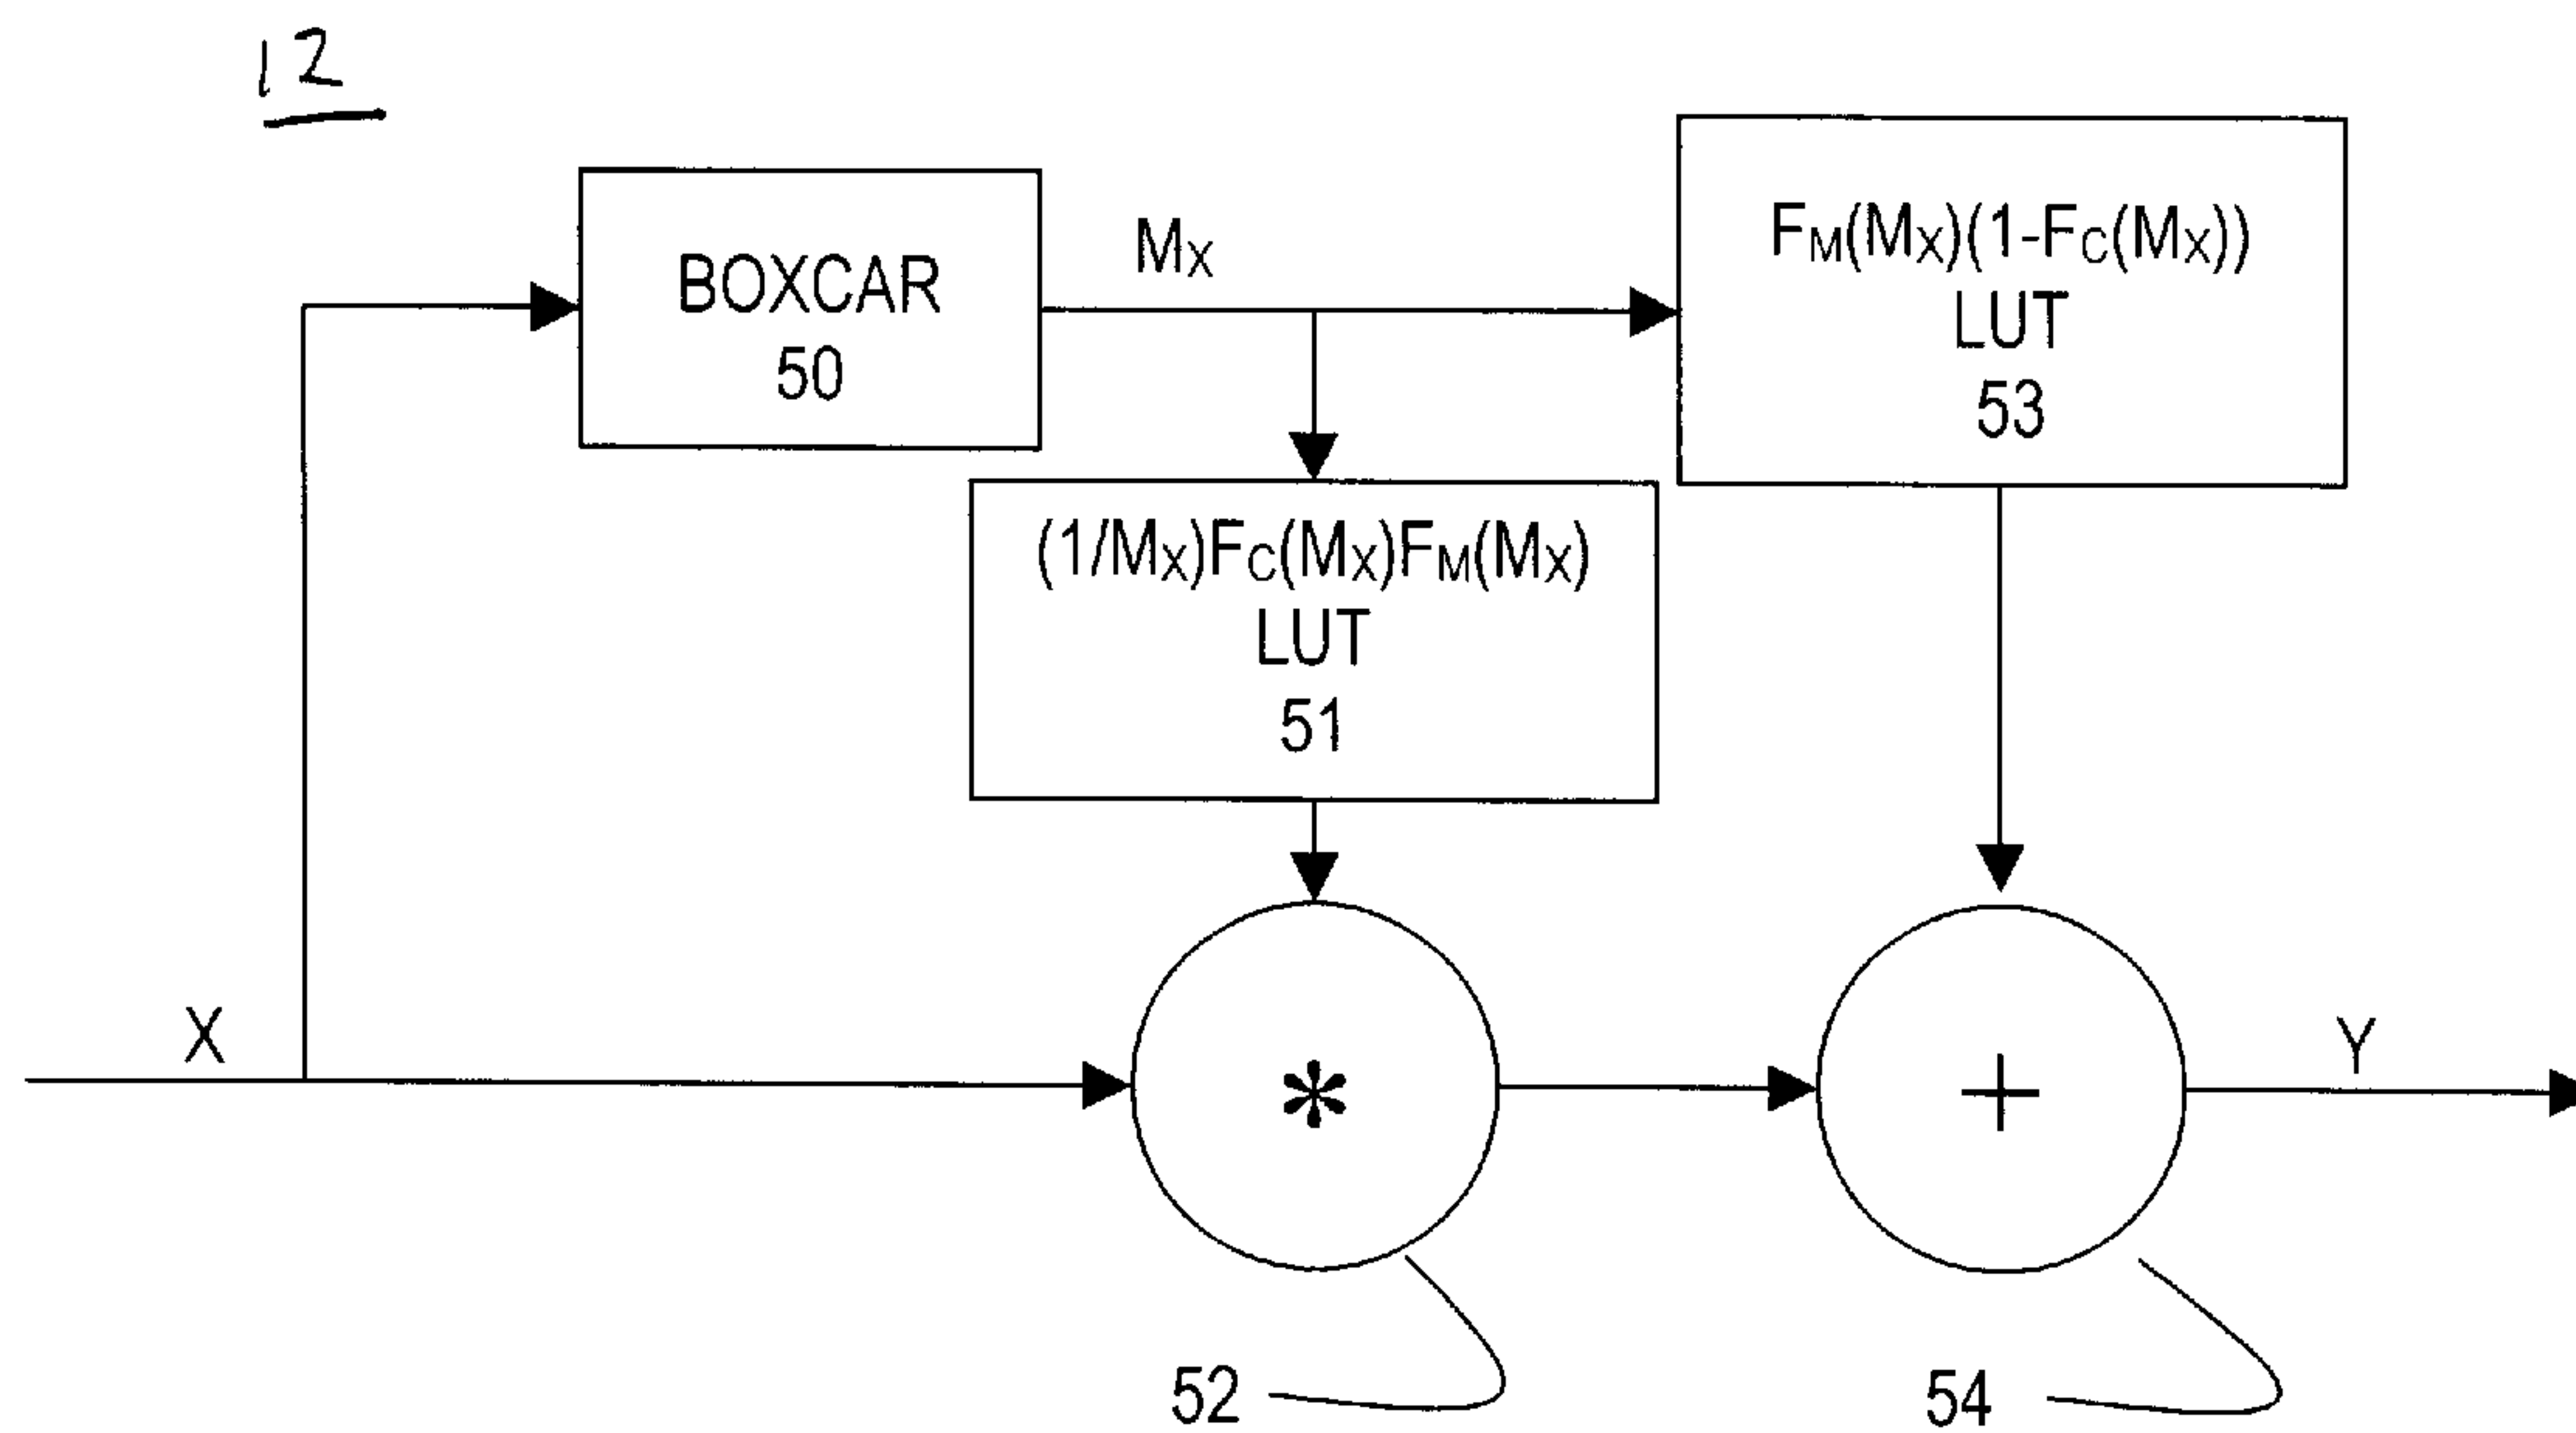 12
BOXCAR
50
Mx
FM(Mx)(1-FC(Mx))
LUT
53
(1/Mx)FC(Mx)FM(Mx)
LUT
51
X
*
+
Y
52
54